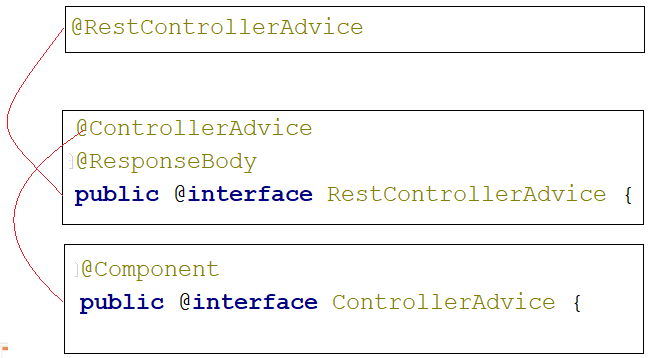 @RestControllerAdvice
@ControllerAdvice
@ResponseBody
public @interface RestControllerAdvice {
@Component
public @interface ControllerAdvice {